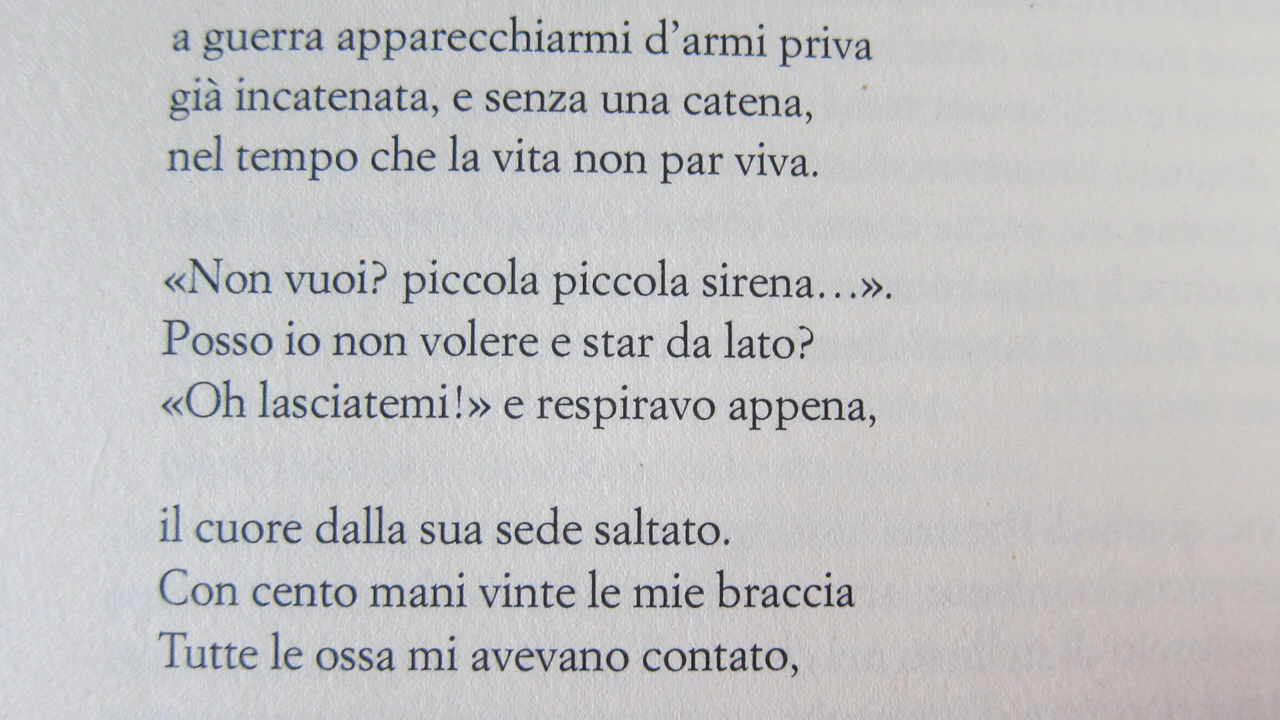 a guerra apparecchiarmi d'armi priva
già incatenata, e senza una catena,
nel tempo che la vita non par viva.
«Non vuoi? piccola piccola sirena…».
Posso io non volere e star da lato?
«Oh lasciatemi!» e respiravo appena,
il cuore dalla sua sede saltato.
Con cento mani vinte le mie braccia
Tutte le ossa mi avevano contato,